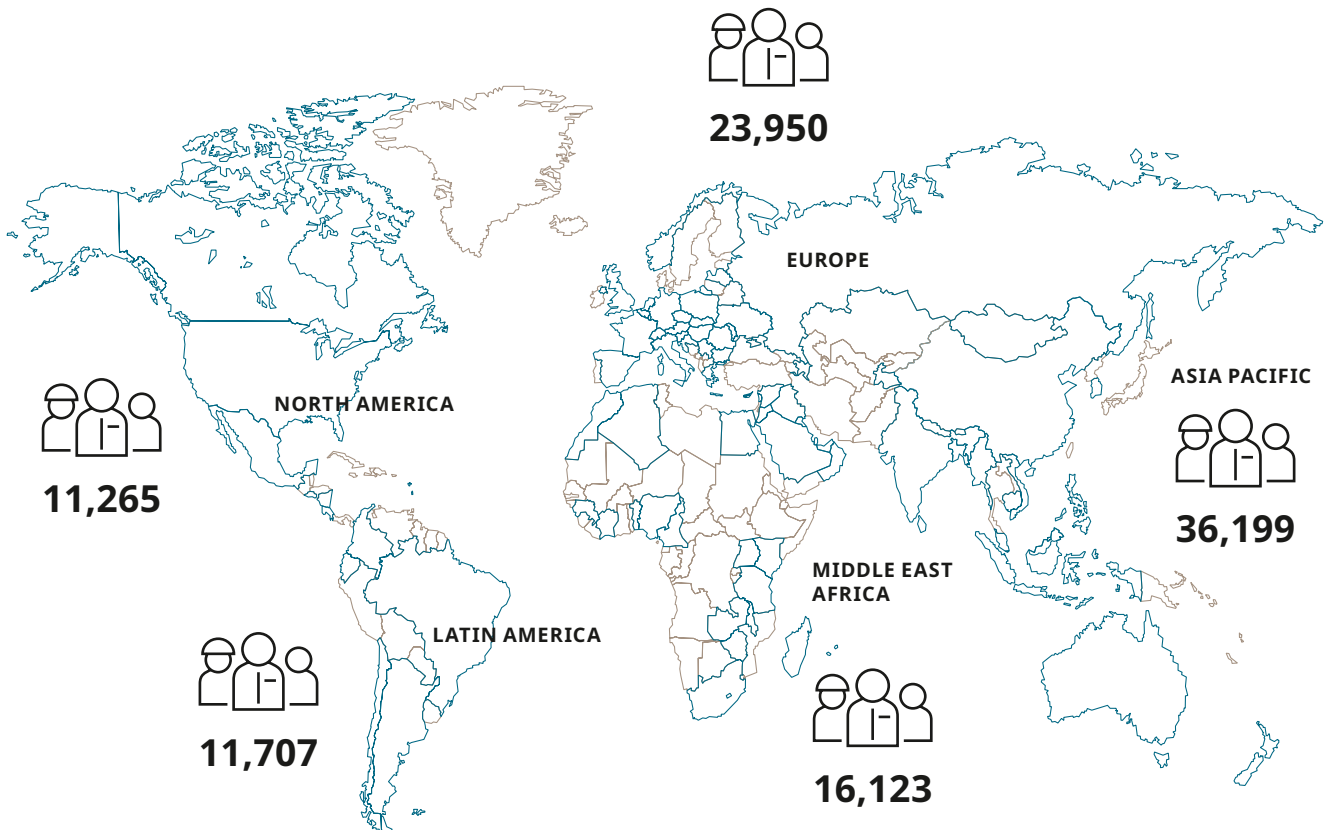 23,950
EUROPE
ASIA PACIFIC
NORTH AMERICA
11,265
36,199
MIDDLE EAST
AFRICA
LATIN AMERICA
11,707
16,123